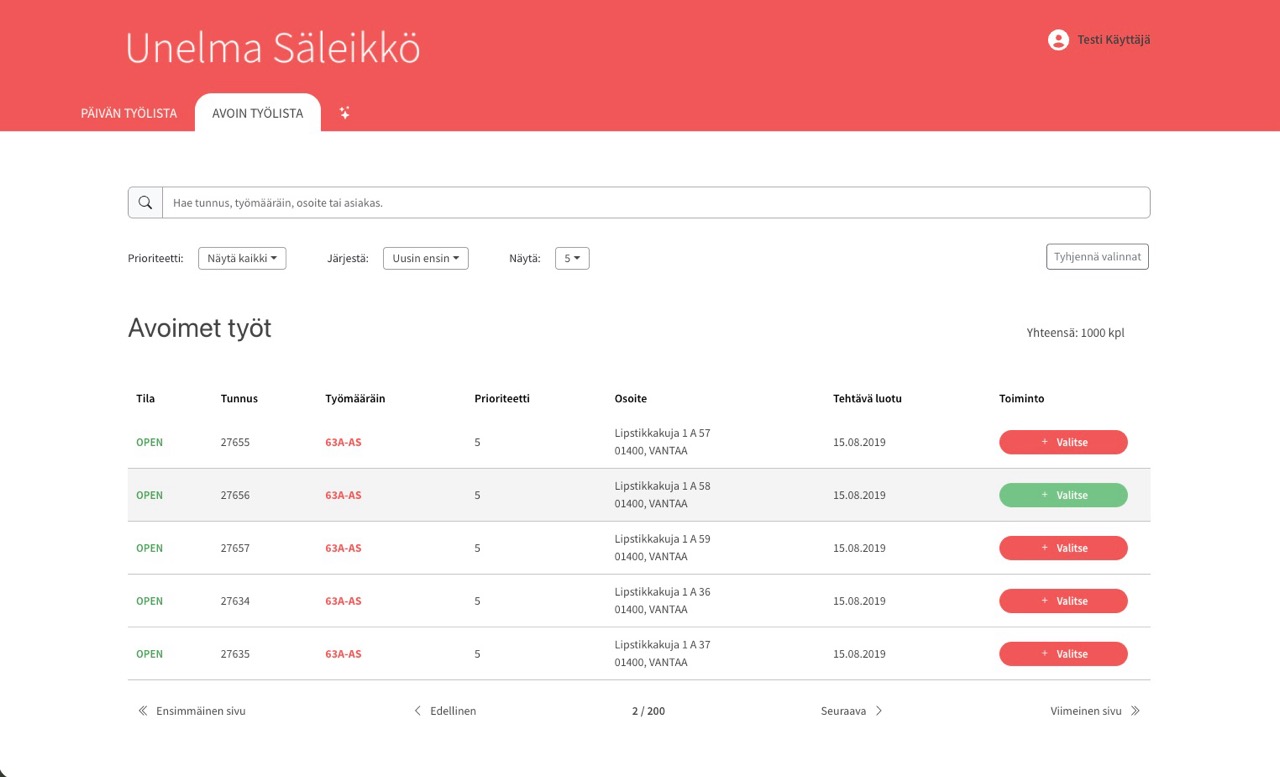 Unelma Säleikkö
Testi Käyttäjä
PÄIVÄN TYÖLISTA AVOIN TYÖLISTA
Hae tunnus, työmääräin, osoite tai asiakas.
Prioriteetti: Näytä kaikki Järjestä: Uusin ensin Näytä: 5 Tyhjennä valinnat
Avoimet työt
Yhteensä: 1000 kpl
Tila Tunnus Työmääräin Prioriteetti Osoite Tehtävä luotu Toiminto
OPEN 27655 63A-AS 5 Lipstikkakuja 1 A 57 15.08.2019 + Valitse
01400, VANTAA
OPEN 27656 63A-AS 5 Lipstikkakuja 1 A 58 15.08.2019 + Valitse
01400, VANTAA
OPEN 27657 63A-AS 5 Lipstikkakuja 1 A 59 15.08.2019 + Valitse
01400, VANTAA
OPEN 27634 63A-AS 5 Lipstikkakuja 1 A 36 15.08.2019 + Valitse
01400, VANTAA
OPEN 27635 63A-AS 5 Lipstikkakuja 1 A 37 15.08.2019 + Valitse
01400, VANTAA
Ensimmäinen sivu Edellinen 2 / 200 Seuraava Viimeinen sivu